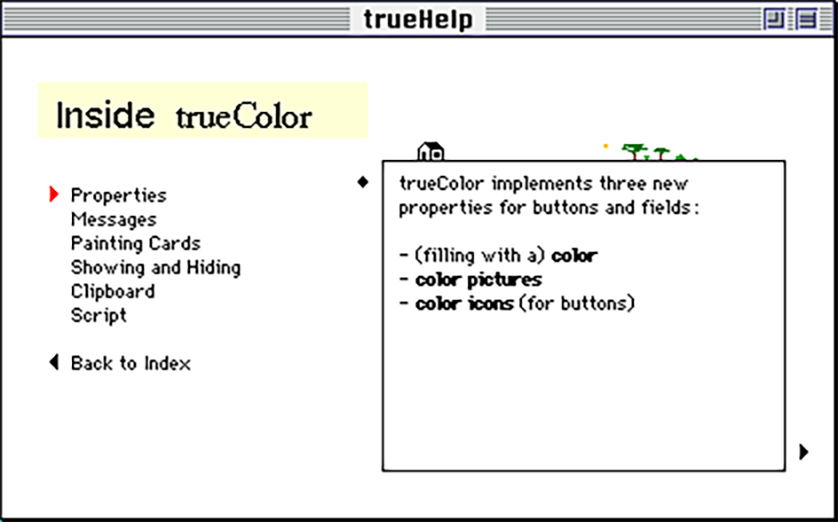 trueHelp
Inside trueColor
Properties
Messages
Painting Cards
Showing and Hiding
Clipboard
Script
Back to Index
trueColor implements three new
properties for buttons and fields:
- (filling with a) color
- color pictures
- color icons (for buttons)